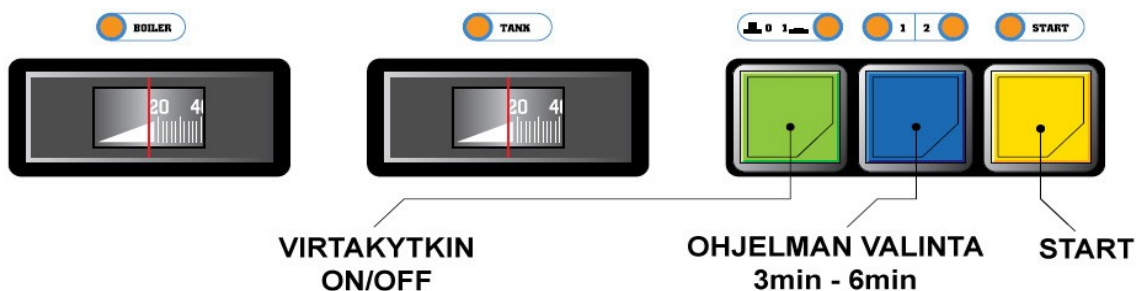 BOILER
TANK
0 1
1 2
START
20 40
20 40
VIRTAKYTKIN
ON/OFF
OHJELMAN VALINTA
3min - 6min
START